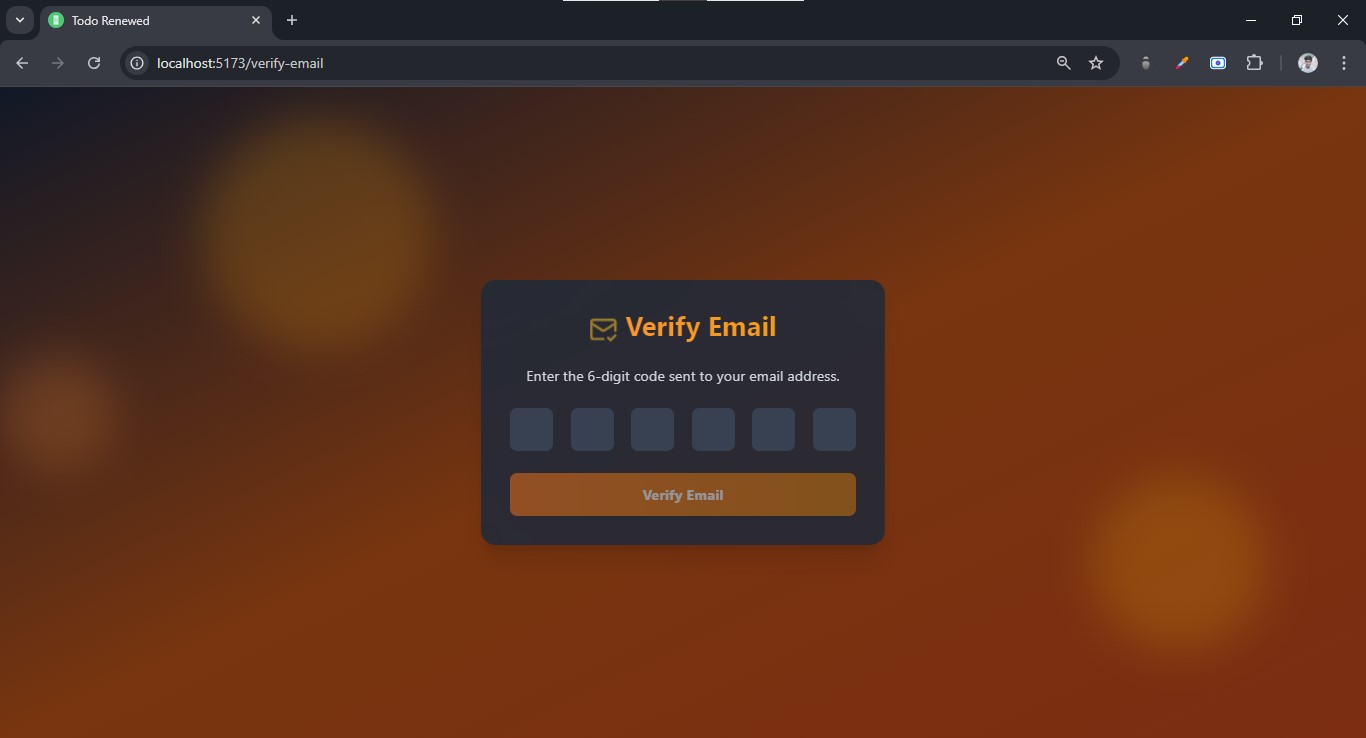 Todo Renewed
localhost:5173/verify-email
Verify Email
Enter the 6-digit code sent to your email address.
Verify Email